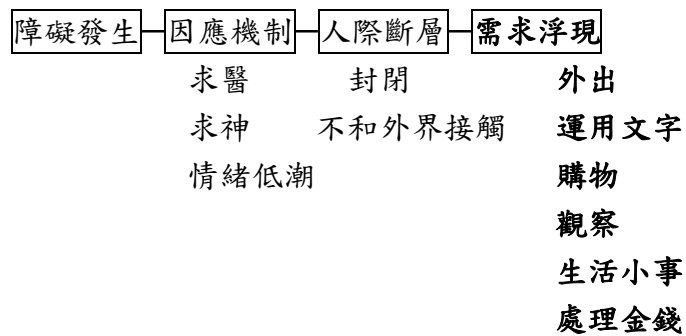 障礙發生 因應機制 人際斷層 需求浮現
求醫 封閉 外出
求神 不和外界接觸 運用文字
情緒低潮 購物
觀察
生活小事
處理金錢